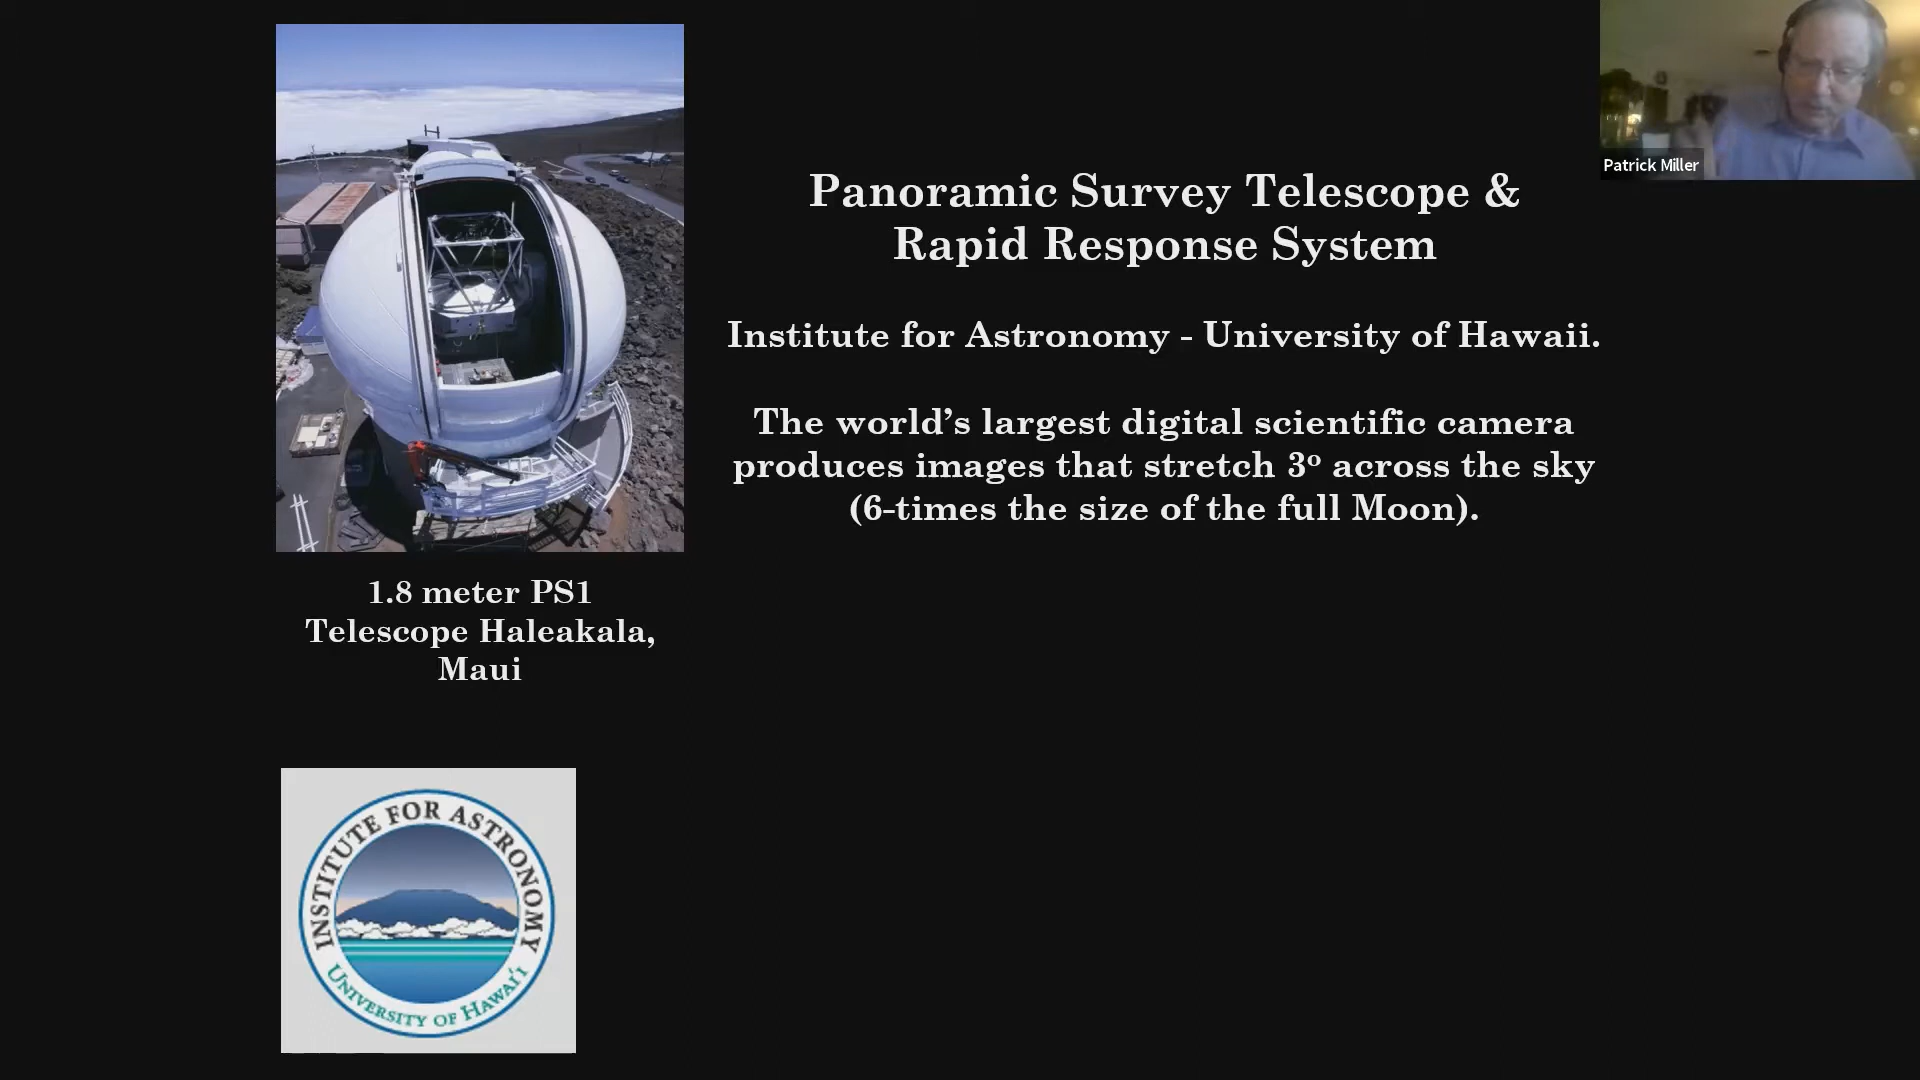 Patrick Miller
Panoramic Survey Telescope &
Rapid Response System
Institute for Astronomy - University of Hawaii.
The world’s largest digital scientific camera
produces images that stretch 3º across the sky
(6-times the size of the full Moon).
1.8 meter PS1
Telescope Haleakala,
Maui
INSTITUTE FOR ASTRONOMY
UNIVERSITY OF HAWAI'I